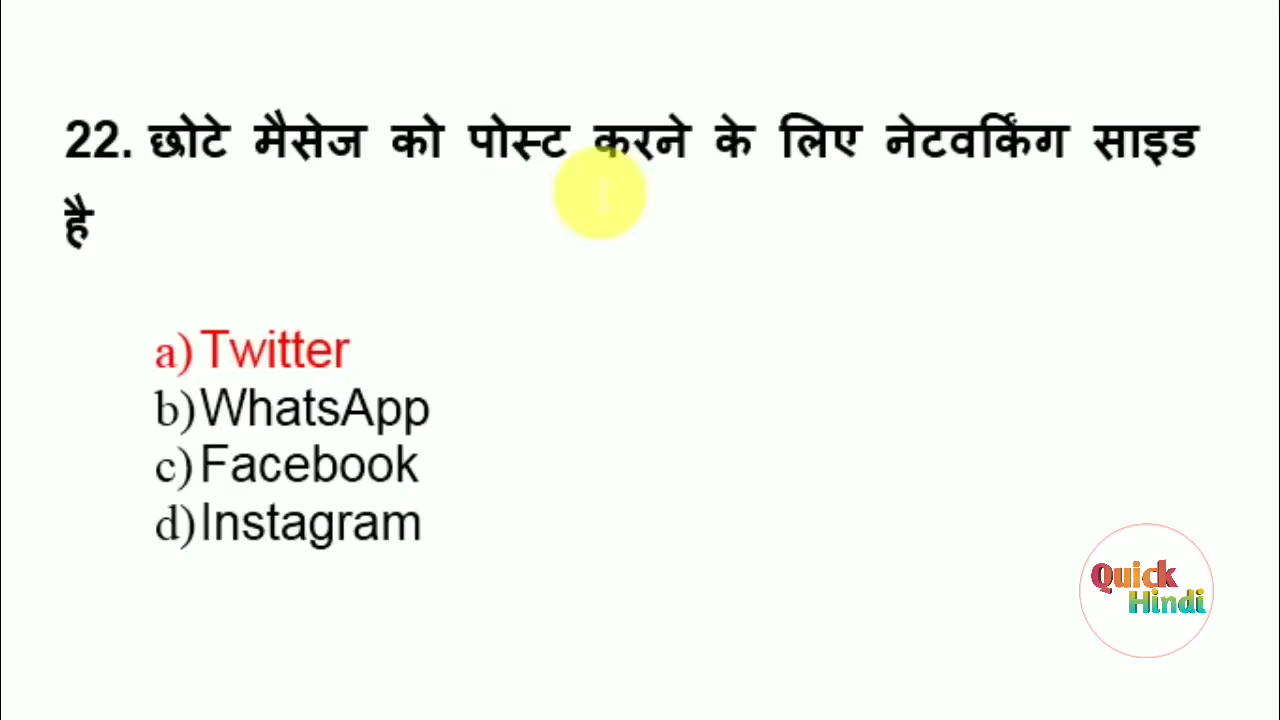 22. छोटे मैसेज को पोस्ट करने के लिए नेटवर्किंग साइड
है
a) Twitter
b) WhatsApp
c) Facebook
d) Instagram
Quick
Hindi